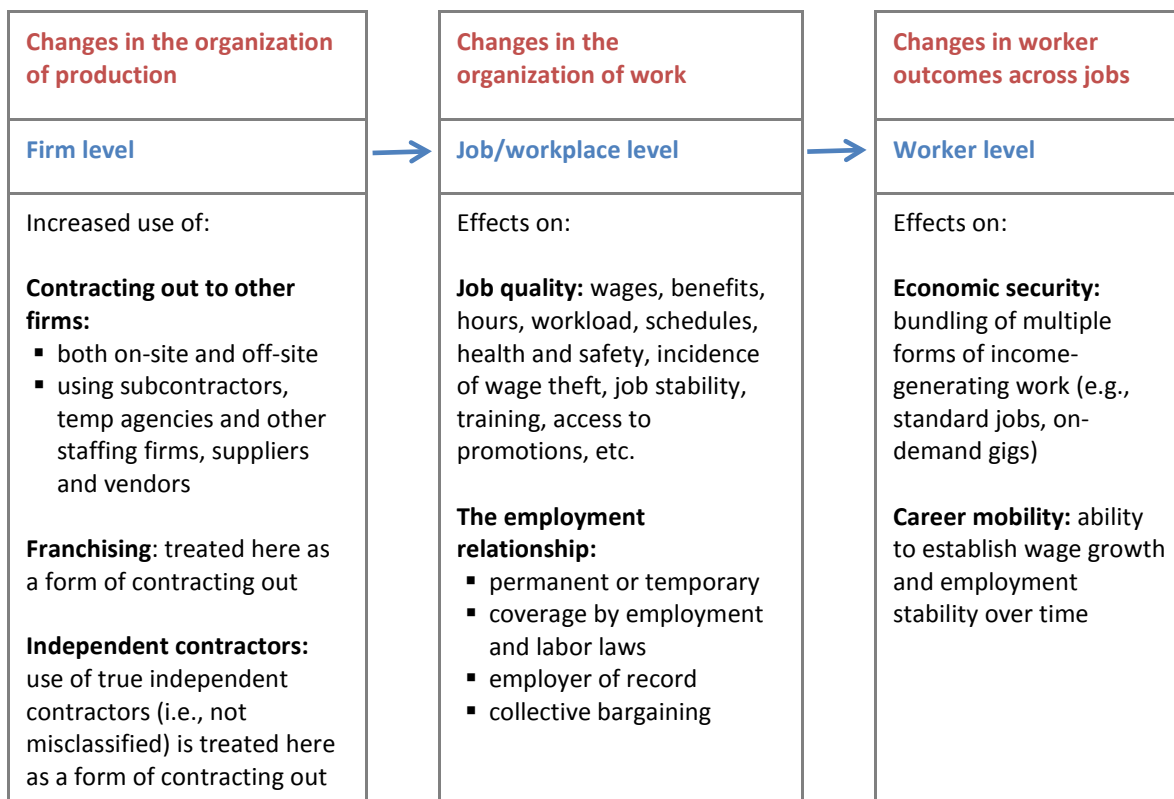 Changes in the organization
of production
Firm level
Increased use of:
Contracting out to other
firms:
▪ both on-site and off-site
▪ using subcontractors,
temp agencies and other
staffing firms, suppliers
and vendors
Franchising: treated here as
a form of contracting out
Independent contractors:
use of true independent
contractors (i.e., not
misclassified) is treated here
as a form of contracting out
Changes in the
organization of work
Job/workplace level
Effects on:
Job quality: wages, benefits,
hours, workload, schedules,
health and safety, incidence
of wage theft, job stability,
training, access to
promotions, etc.
The employment
relationship:
▪ permanent or temporary
▪ coverage by employment
and labor laws
▪ employer of record
▪ collective bargaining
Changes in worker
outcomes across jobs
Worker level
Effects on:
Economic security:
bundling of multiple
forms of income-
generating work (e.g.,
standard jobs, on-
demand gigs)
Career mobility: ability
to establish wage growth
and employment
stability over time